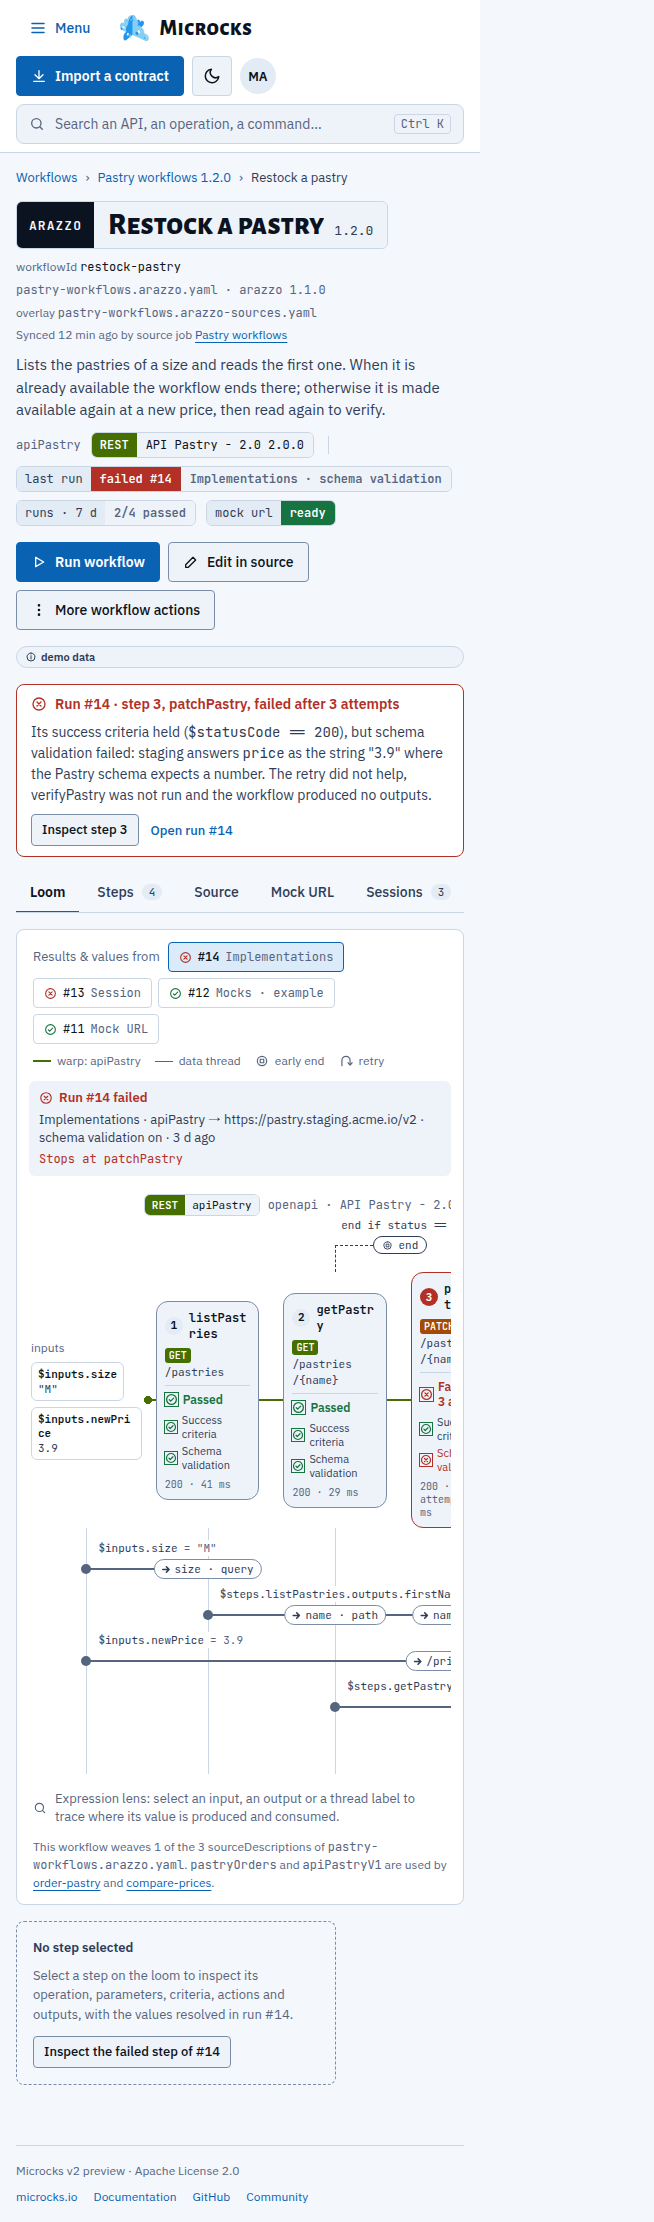 Menu
Microcks
Import a contract
MA
Search an API, an operation, a command... Ctrl K
Workflows › Pastry workflows 1.2.0 › Restock a pastry
ARAZZO Restock a pastry 1.2.0
workflowId restock-pastry
pastry-workflows.arazzo.yaml · arazzo 1.1.0
overlay pastry-workflows.arazzo-sources.yaml
Synced 12 min ago by source job Pastry workflows
Lists the pastries of a size and reads the first one. When it is
already available the workflow ends there; otherwise it is made
available again at a new price, then read again to verify.
apiPastry REST API Pastry - 2.0 2.0.0
last run failed #14 Implementations · schema validation
runs · 7 d 2/4 passed mock url ready
Run workflow Edit in source
More workflow actions
demo data
Run #14 · step 3, patchPastry, failed after 3 attempts
Its success criteria held ($statusCode == 200), but schema
validation failed: staging answers price as the string "3.9" where
the Pastry schema expects a number. The retry did not help,
verifyPastry was not run and the workflow produced no outputs.
Inspect step 3 Open run #14
Loom Steps 4 Source Mock URL Sessions 3
Results & values from #14 Implementations
#13 Session #12 Mocks · example
#11 Mock URL
warp: apiPastry data thread early end retry
Run #14 failed
Implementations · apiPastry → https://pastry.staging.acme.io/v2 ·
schema validation on · 3 d ago
Stops at patchPastry
REST apiPastry openapi · API Pastry - 2.0
end if status ==
end
inputs
$inputs.size
"M"
$inputs.newPri
ce
3.9
1 listPast
ries
GET
/pastries
Passed
Success
criteria
Schema
validation
200 · 41 ms
2 getPastr
y
GET
/pastries
/{name}
Passed
Success
criteria
Schema
validation
200 · 29 ms
3 p
t
PATCH
/past
/{nam
Fa
3 a
Suc
crit
Sch
val
200 ·
attem
ms
$inputs.size = "M"
size · query
$steps.listPastries.outputs.firstNa
name · path nam
$inputs.newPrice = 3.9
/pri
$steps.getPastry
Expression lens: select an input, an output or a thread label to
trace where its value is produced and consumed.
This workflow weaves 1 of the 3 sourceDescriptions of pastry-
workflows.arazzo.yaml. pastryOrders and apiPastryV1 are used by
order-pastry and compare-prices.
No step selected
Select a step on the loom to inspect its
operation, parameters, criteria, actions and
outputs, with the values resolved in run #14.
Inspect the failed step of #14
Microcks v2 preview · Apache License 2.0
microcks.io Documentation GitHub Community